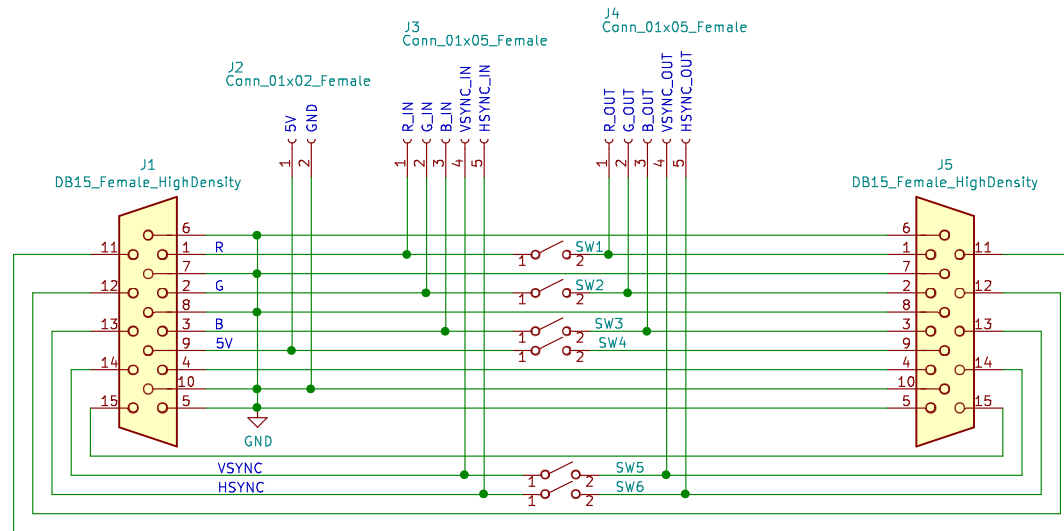 J4
Conn_01x05_Female
J3
Conn_01x05_Female
J2
Conn_01x02_Female
5V
GND
R_IN
G_IN
B_IN
VSYNC_IN
HSYNC_IN
R_OUT
G_OUT
B_OUT
VSYNC_OUT
HSYNC_OUT
1
2
1
2
3
4
5
1
2
3
4
5
J1
DB15_Female_HighDensity
J5
DB15_Female_HighDensity
6
6
11
1
R
1
SW1
2
1
11
7
7
12
2
G
1
SW2
2
2
12
8
8
13
3
B
1
SW3
2
3
13
9
5V
1
SW4
2
9
14
4
4
14
10
10
15
5
5
15
GND
VSYNC
1
SW5
2
HSYNC
1
SW6
2